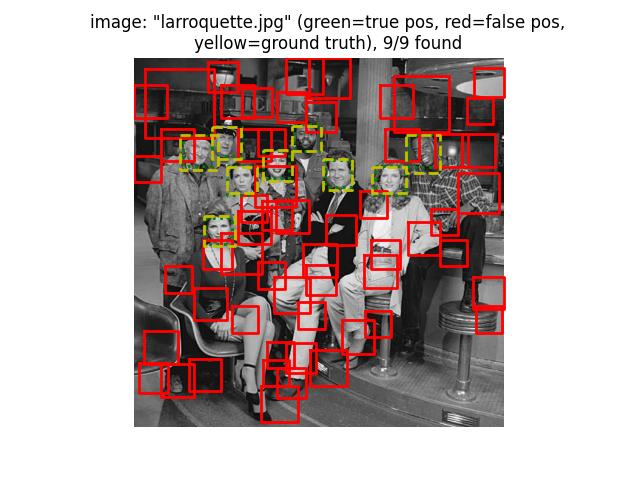 image: "larroquette.jpg" (green=true pos, red=false pos,
yellow=ground truth), 9/9 found